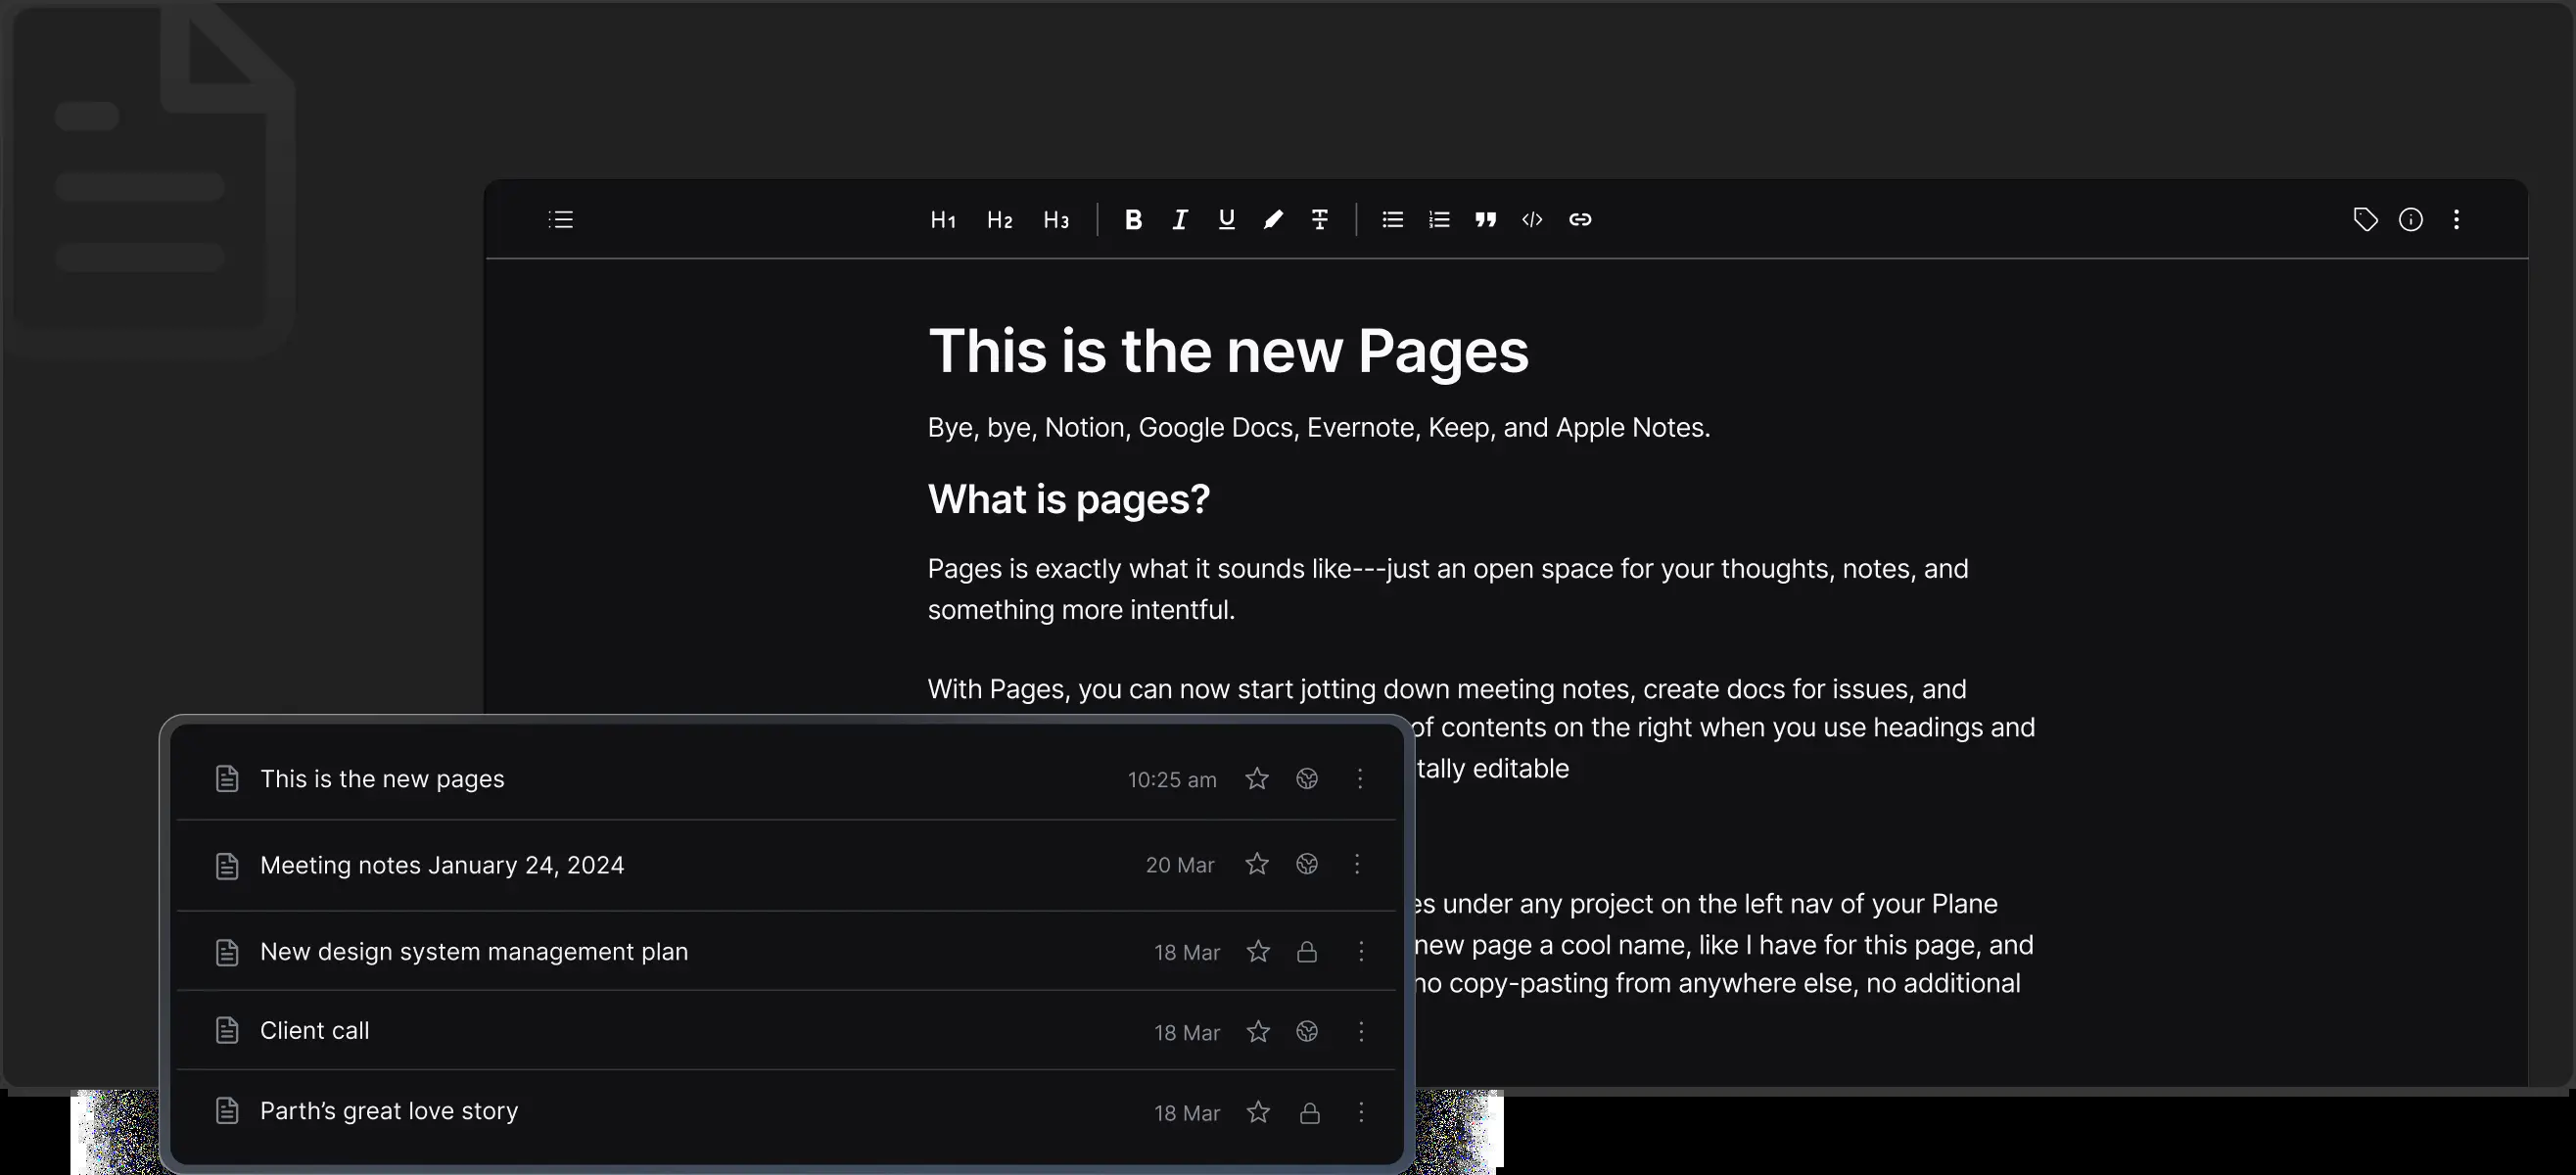 H1 H2 H3 B I U T
This is the new Pages
Bye, bye, Notion, Google Docs, Evernote, Keep, and Apple Notes.
What is pages?
Pages is exactly what it sounds like---just an open space for your thoughts, notes, and
something more intentful.
With Pages, you can now start jotting down meeting notes, create docs for issues, and
of contents on the right when you use headings and
tally editable
es under any project on the left nav of your Plane
new page a cool name, like I have for this page, and
no copy-pasting from anywhere else, no additional
This is the new pages 10:25 am
Meeting notes January 24, 2024 20 Mar
New design system management plan 18 Mar
Client call 18 Mar
Parth’s great love story 18 Mar